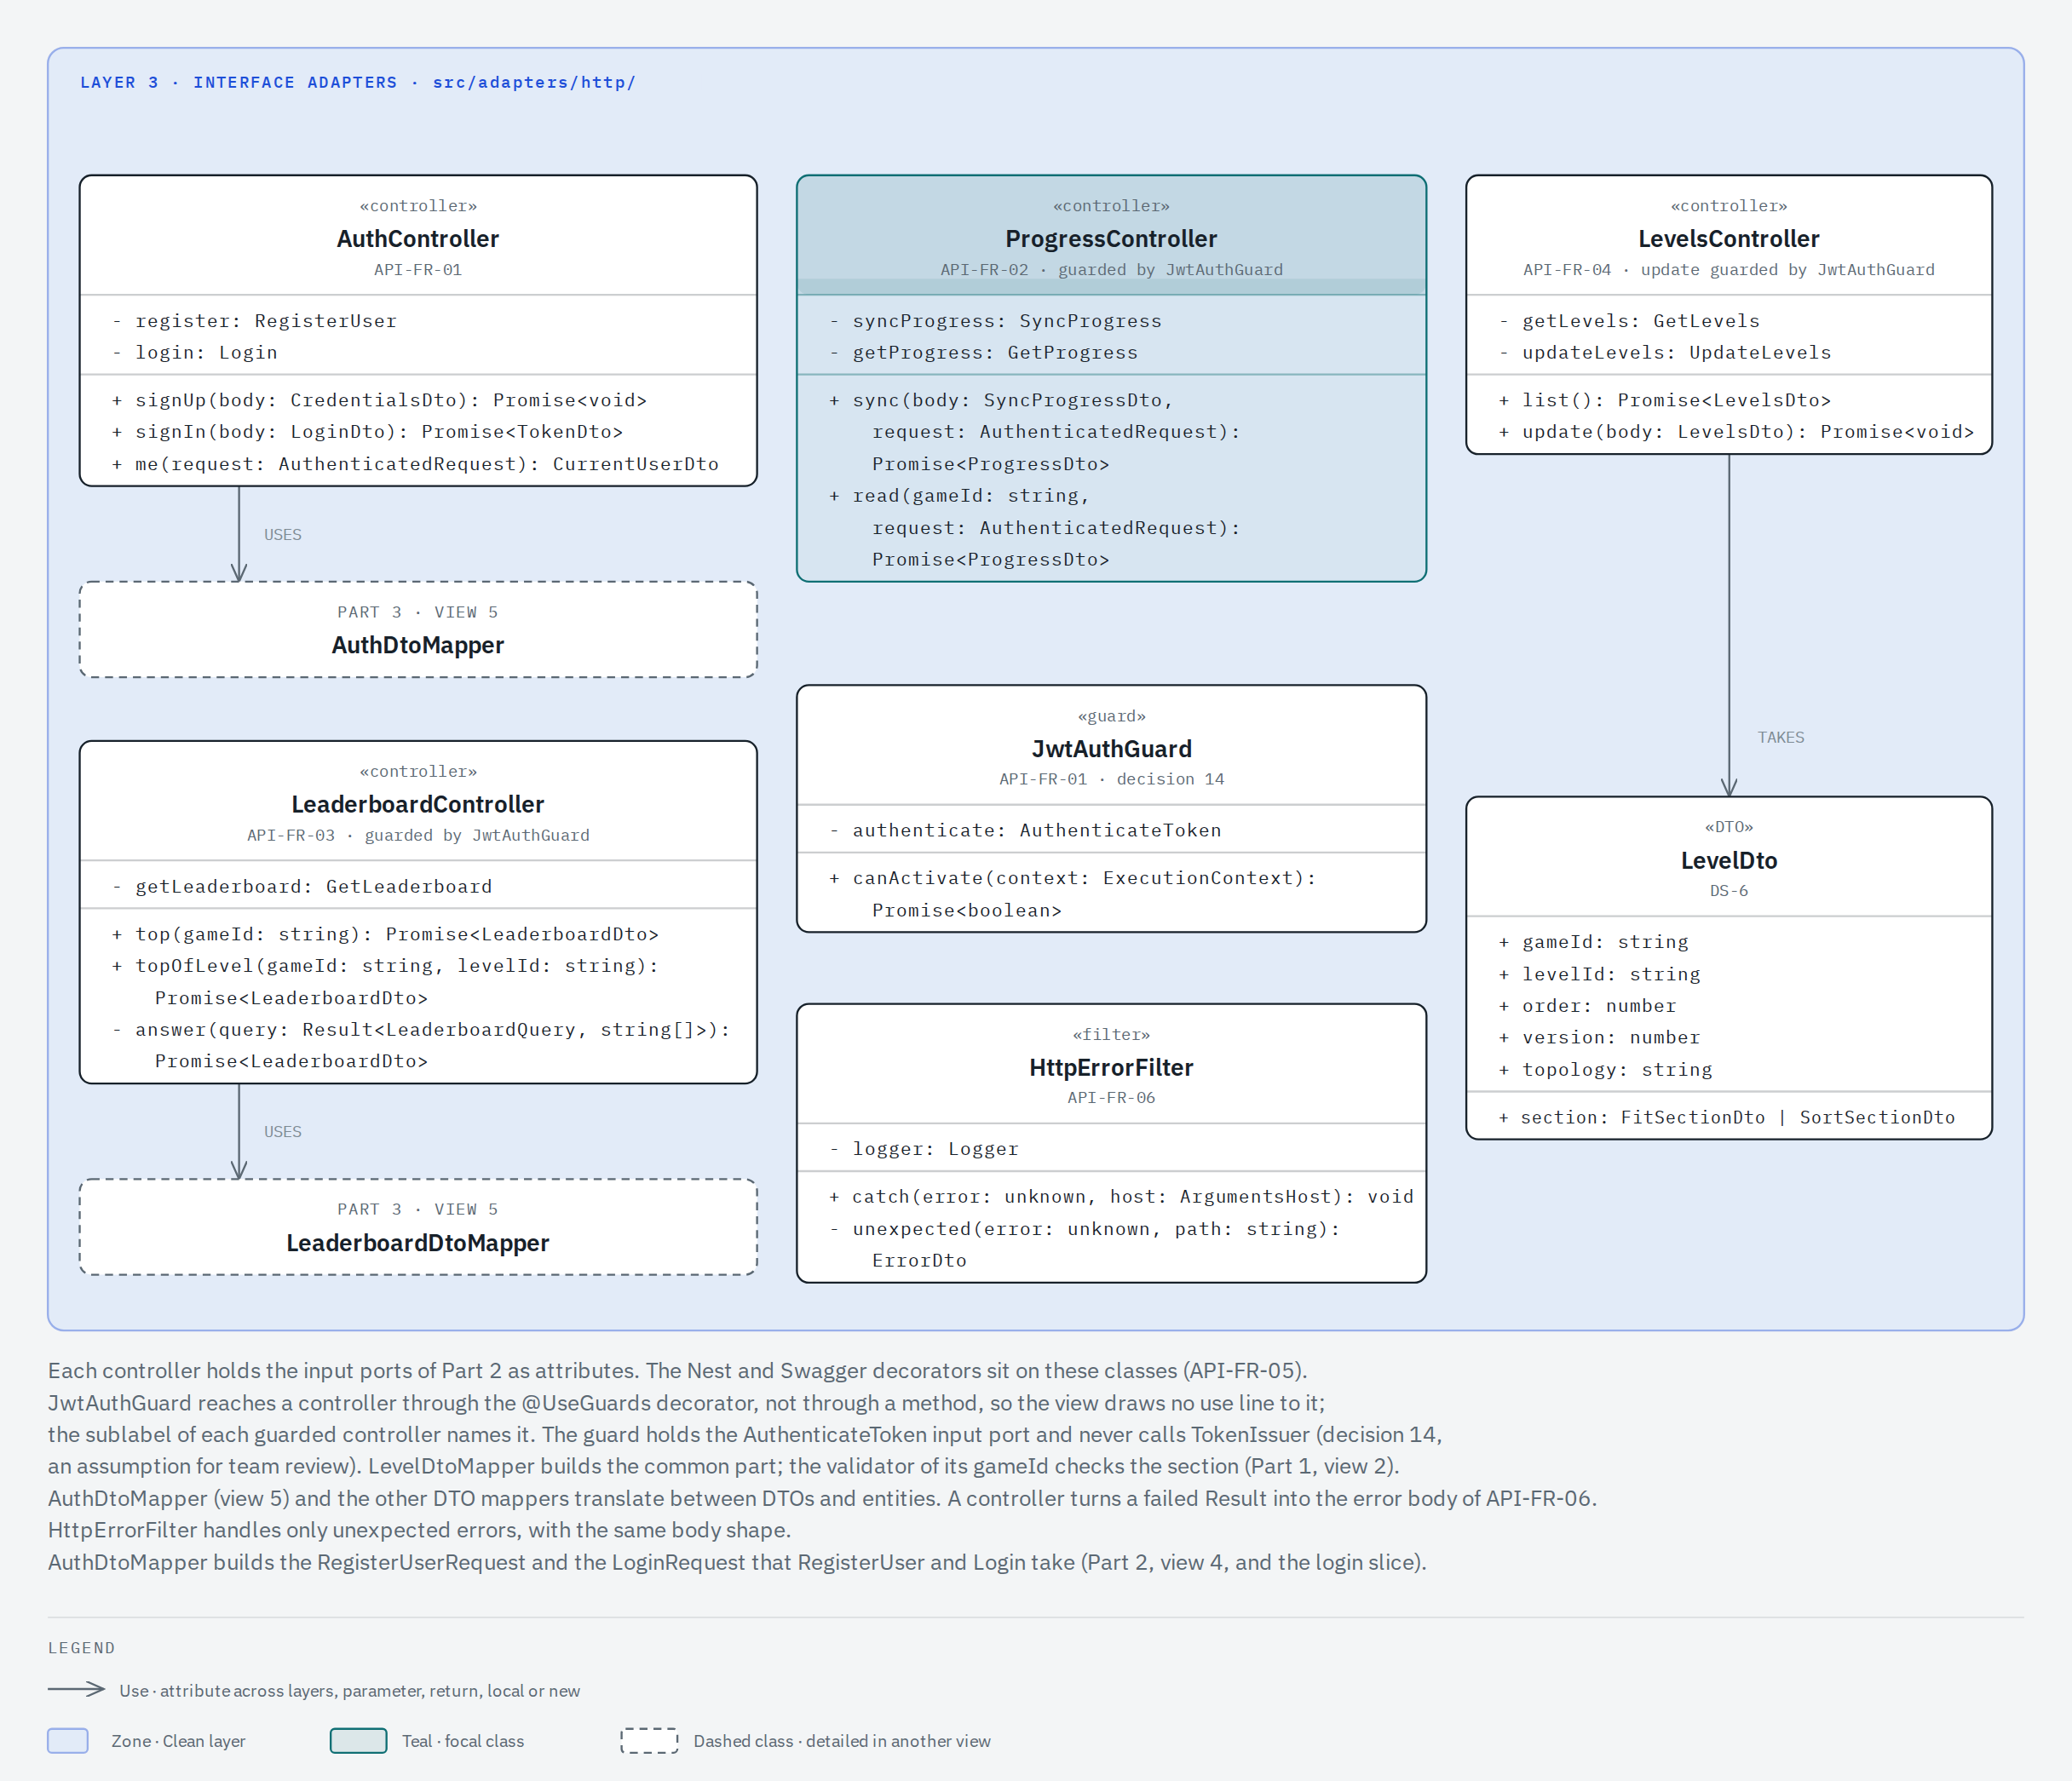 LAYER 3 · INTERFACE ADAPTERS · src/adapters/http/
«controller»
AuthController
API-FR-01
- register: RegisterUser
- login: Login
+ signUp(body: CredentialsDto): Promise<void>
+ signIn(body: LoginDto): Promise<TokenDto>
+ me(request: AuthenticatedRequest): CurrentUserDto
USES
PART 3 · VIEW 5
AuthDtoMapper
«controller»
LeaderboardController
API-FR-03 · guarded by JwtAuthGuard
- getLeaderboard: GetLeaderboard
+ top(gameId: string): Promise<LeaderboardDto>
+ topOfLevel(gameId: string, levelId: string):
Promise<LeaderboardDto>
- answer(query: Result<LeaderboardQuery, string[]>):
Promise<LeaderboardDto>
USES
PART 3 · VIEW 5
LeaderboardDtoMapper
«controller»
ProgressController
API-FR-02 · guarded by JwtAuthGuard
- syncProgress: SyncProgress
- getProgress: GetProgress
+ sync(body: SyncProgressDto,
request: AuthenticatedRequest):
Promise<ProgressDto>
+ read(gameId: string,
request: AuthenticatedRequest):
Promise<ProgressDto>
«guard»
JwtAuthGuard
API-FR-01 · decision 14
- authenticate: AuthenticateToken
+ canActivate(context: ExecutionContext):
Promise<boolean>
«filter»
HttpErrorFilter
API-FR-06
- logger: Logger
+ catch(error: unknown, host: ArgumentsHost): void
- unexpected(error: unknown, path: string):
ErrorDto
«controller»
LevelsController
API-FR-04 · update guarded by JwtAuthGuard
- getLevels: GetLevels
- updateLevels: UpdateLevels
+ list(): Promise<LevelsDto>
+ update(body: LevelsDto): Promise<void>
TAKES
«DTO»
LevelDto
DS-6
+ gameId: string
+ levelId: string
+ order: number
+ version: number
+ topology: string
+ section: FitSectionDto | SortSectionDto
Each controller holds the input ports of Part 2 as attributes. The Nest and Swagger decorators sit on these classes (API-FR-05).
JwtAuthGuard reaches a controller through the @UseGuards decorator, not through a method, so the view draws no use line to it;
the sublabel of each guarded controller names it. The guard holds the AuthenticateToken input port and never calls TokenIssuer (decision 14,
an assumption for team review). LevelDtoMapper builds the common part; the validator of its gameId checks the section (Part 1, view 2).
AuthDtoMapper (view 5) and the other DTO mappers translate between DTOs and entities. A controller turns a failed Result into the error body of API-FR-06.
HttpErrorFilter handles only unexpected errors, with the same body shape.
AuthDtoMapper builds the RegisterUserRequest and the LoginRequest that RegisterUser and Login take (Part 2, view 4, and the login slice).
LEGEND
Use · attribute across layers, parameter, return, local or new
Zone · Clean layer
Teal · focal class
Dashed class · detailed in another view